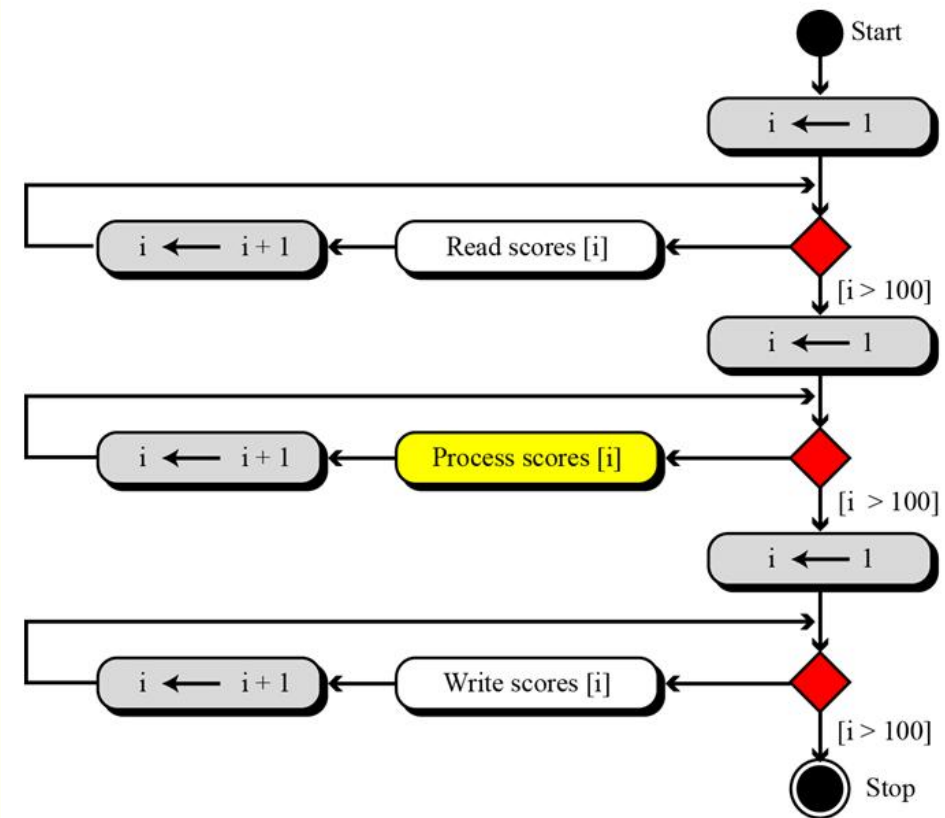 Start
i ← 1
Read scores [i]
i ← i + 1
[i > 100]
i ← 1
Process scores [i]
i ← i + 1
[i > 100]
i ← 1
Write scores [i]
i ← i + 1
[i > 100]
Stop